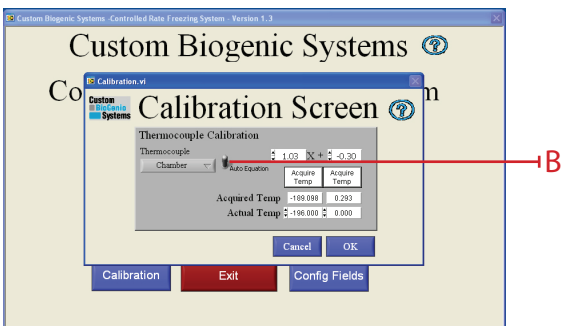 Custom Biogenic Systems -Controlled Rate Freezing System - Version 1.3
Custom Biogenic Systems
Co m
Calibration.vi
Custom
BioGenic
Systems
Calibration Screen
Thermocouple Calibration
Thermocouple
Chamber
Auto Equation
1.03 X + -0.30
Acquire Temp Acquire Temp
Acquired Temp -189.098 0.293
Actual Temp -196.000 0.000
B
Cancel OK
Calibration Exit Config Fields